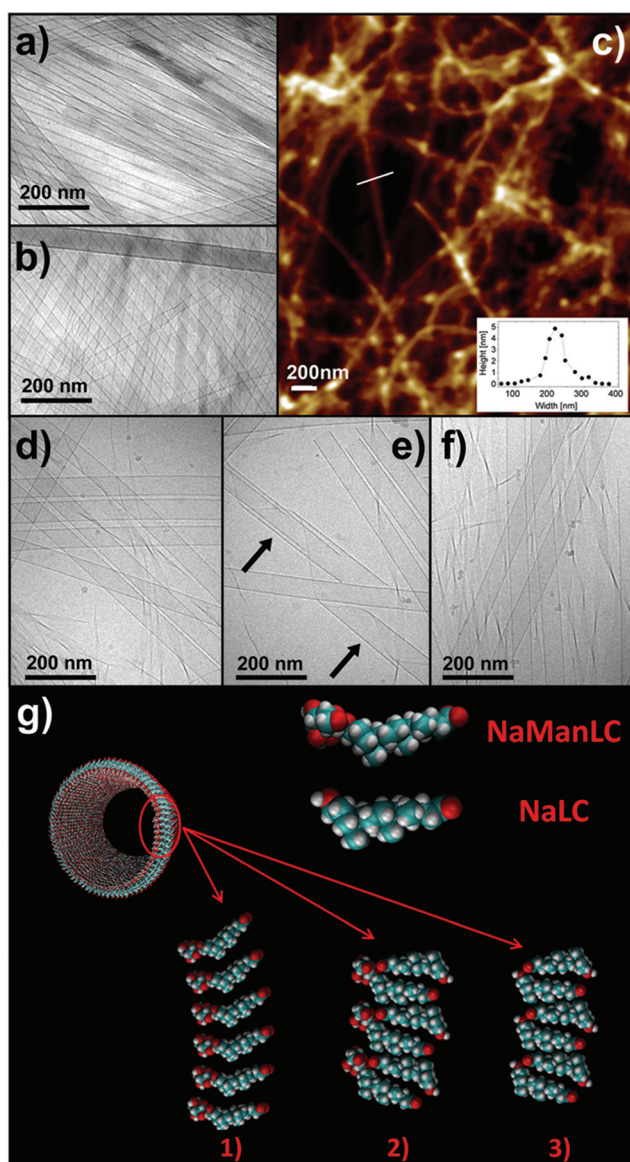 a)
200 nm
b)
200 nm
c)
200nm
Height [nm]
5
4
3
2
1
0
100 200 300 400
Width [nm]
d)
200 nm
e)
200 nm
f)
200 nm
g)
NaManLC
NaLC
1)
2)
3)